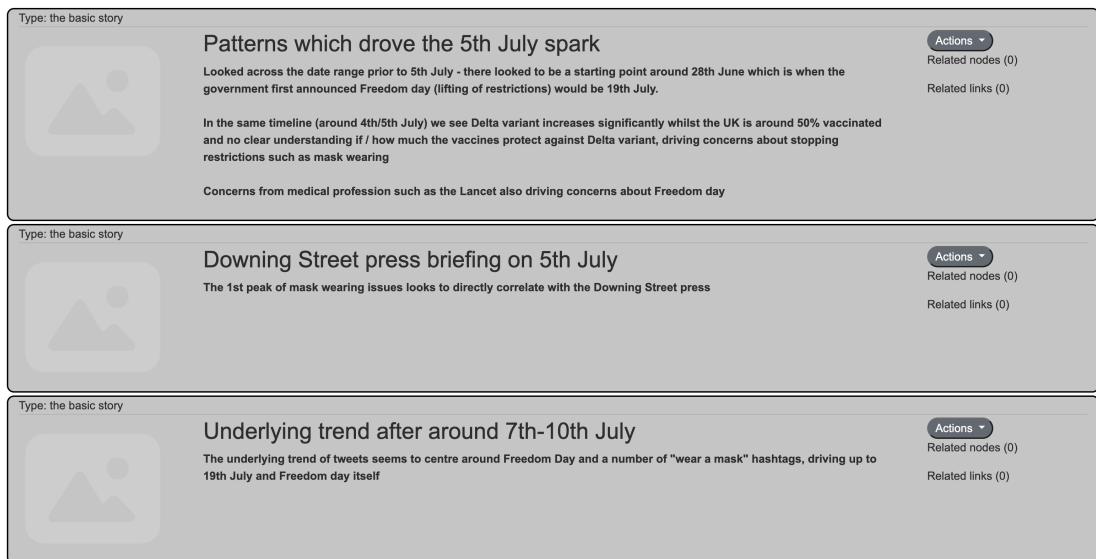 Type: the basic story
Patterns which drove the 5th July spark
Looked across the date range prior to 5th July - there looked to be a starting point around 28th June which is when the
government first announced Freedom day (lifting of restrictions) would be 19th July.
In the same timeline (around 4th/5th July) we see Delta variant increases significantly whilst the UK is around 50% vaccinated
and no clear understanding if / how much the vaccines protect against Delta variant, driving concerns about stopping
restrictions such as mask wearing
Concerns from medical profession such as the Lancet also driving concerns about Freedom day
Actions
Related nodes (0)
Related links (0)
Type: the basic story
Downing Street press briefing on 5th July
The 1st peak of mask wearing issues looks to directly correlate with the Downing Street press
Actions
Related nodes (0)
Related links (0)
Type: the basic story
Underlying trend after around 7th-10th July
The underlying trend of tweets seems to centre around Freedom Day and a number of "wear a mask" hashtags, driving up to
19th July and Freedom day itself
Actions
Related nodes (0)
Related links (0)